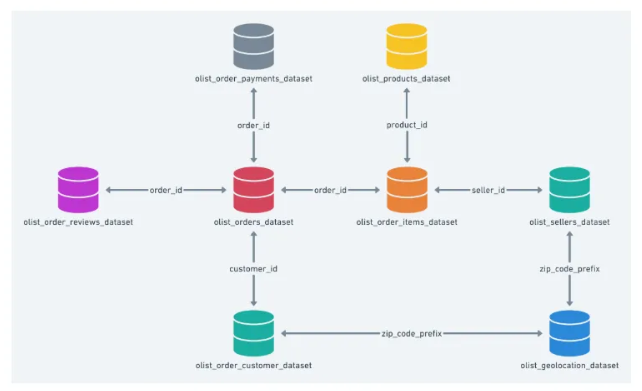 olist_order_payments_dataset
olist_products_dataset
order_id
product_id
order_id
order_id
seller_id
olist_order_reviews_dataset
olist_orders_dataset
olist_order_items_dataset
olist_sellers_dataset
customer_id
zip_code_prefix
zip_code_prefix
olist_order_customer_dataset
olist_geolocation_dataset